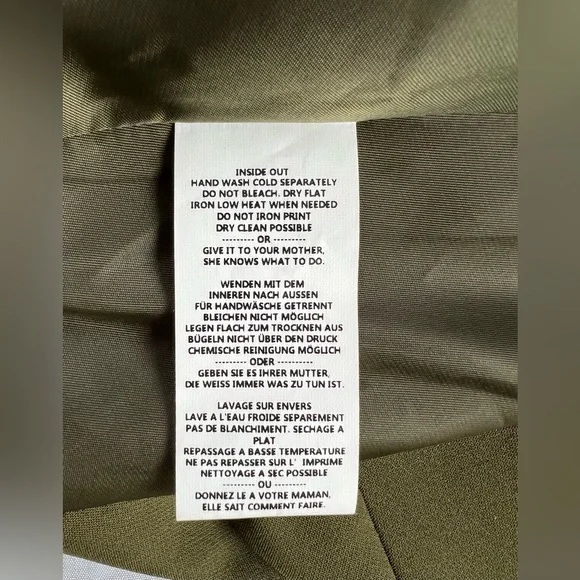 INSIDE OUT
HAND WASH COLD SEPARATELY
DO NOT BLEACH. DRY FLAT
IRON LOW HEAT WHEN NEEDED
DO NOT IRON PRINT
DRY CLEAN POSSIBLE
--------- OR ---------
GIVE IT TO YOUR MOTHER,
SHE KNOWS WHAT TO DO.
WENDEN MIT DEM
INNEREN NACH AUSSEN
FÜR HANDWÄSCHE GETRENNT
BLEICHEN NICHT MÖGLICH
LEGEN FLACH ZUM TROCKNEN AUS
BÜGELN NICHT ÜBER DEN DRUCK
CHEMISCHE REINIGUNG MÖGLICH
--------- ODER ---------
GEBEN SIE ES IHRER MUTTER,
DIE WEISS IMMER WAS ZU TUN IST.
LAVAGE SUR ENVERS
LAVE A L'EAU FROIDE SEPAREMENT
PAS DE BLANCHIMENT. SECHAGE A
PLAT
REPASSAGE A BASSE TEMPERATURE
NE PAS REPASSER SUR L' IMPRIME
NETTOYAGE A SEC POSSIBLE
--------- OU ---------
DONNEZ LE A VOTRE MAMAN,
ELLE SAIT COMMENT FAIRE.